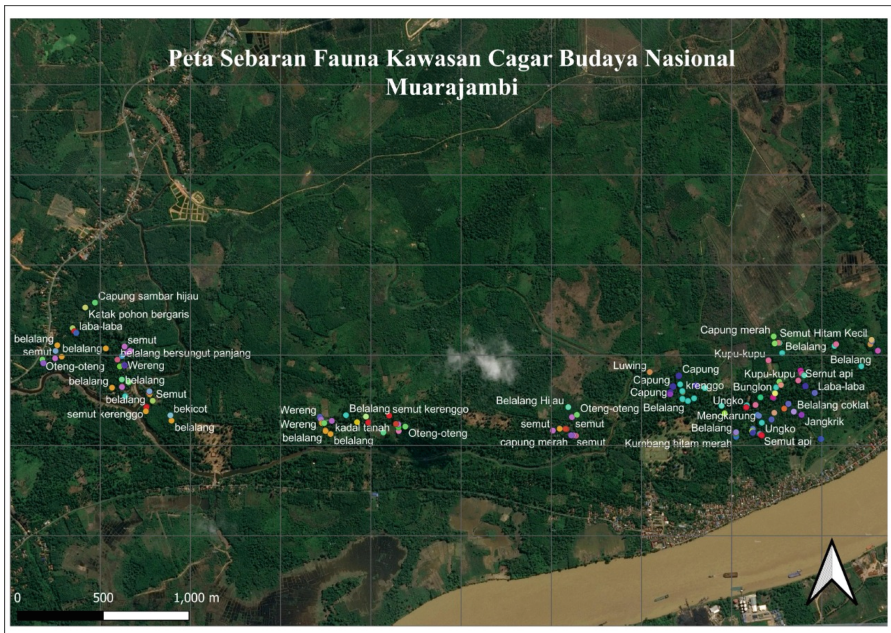 Peta Sebaran Fauna Kawasan Cagar Budaya Nasional
Muarajambi
Capung sambar hijau
Katak pohon bergaris
laba-laba
belalang
semut
belalang
semut
belalang bersungut panjang
Oteng-oteng
Wereng
belalang
belalang
belalang
Semut
semut kerenggo
bekicot
belalang
Wereng
Belalang
semut kerenggo
Wereng
kadal tanah
Oteng-oteng
belalang
belalang
Belalang Hijau
Oteng-oteng
semut
semut
capung merah
semut
Luwing
Capung
Capung
krenggo
Capung
Belalang
Capung merah
Semut Hitam Kecil
Belalang
Kupu-kupu
Belalang
Kupu-kupu
Semut api
Bunglon
Laba-laba
Ungko
Belalang coklat
Mengkarung
Jangkrik
Belalang
Ungko
Kumbang hitam merah
Semut api
0
500
1,000 m